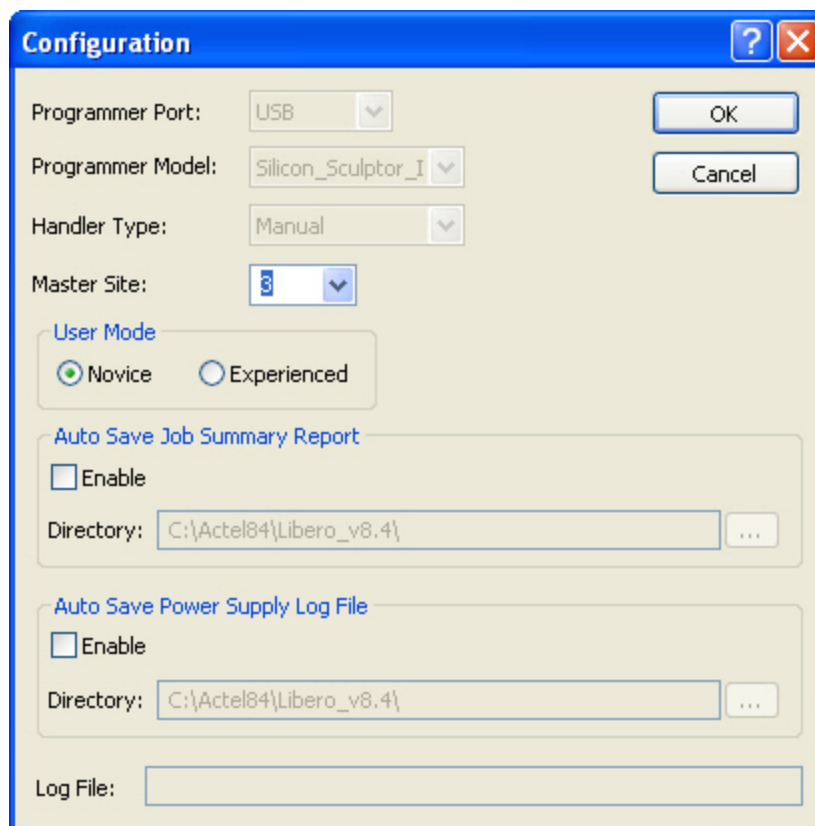 Configuration
Programmer Port: USB
OK
Programmer Model: Silicon_Sculptor_I
Cancel
Handler Type: Manual
Master Site: 3
User Mode
Novice Experienced
Auto Save Job Summary Report
Enable
Directory: C:\Actel84\Libero_v8.4\ ...
Auto Save Power Supply Log File
Enable
Directory: C:\Actel84\Libero_v8.4\ ...
Log File: